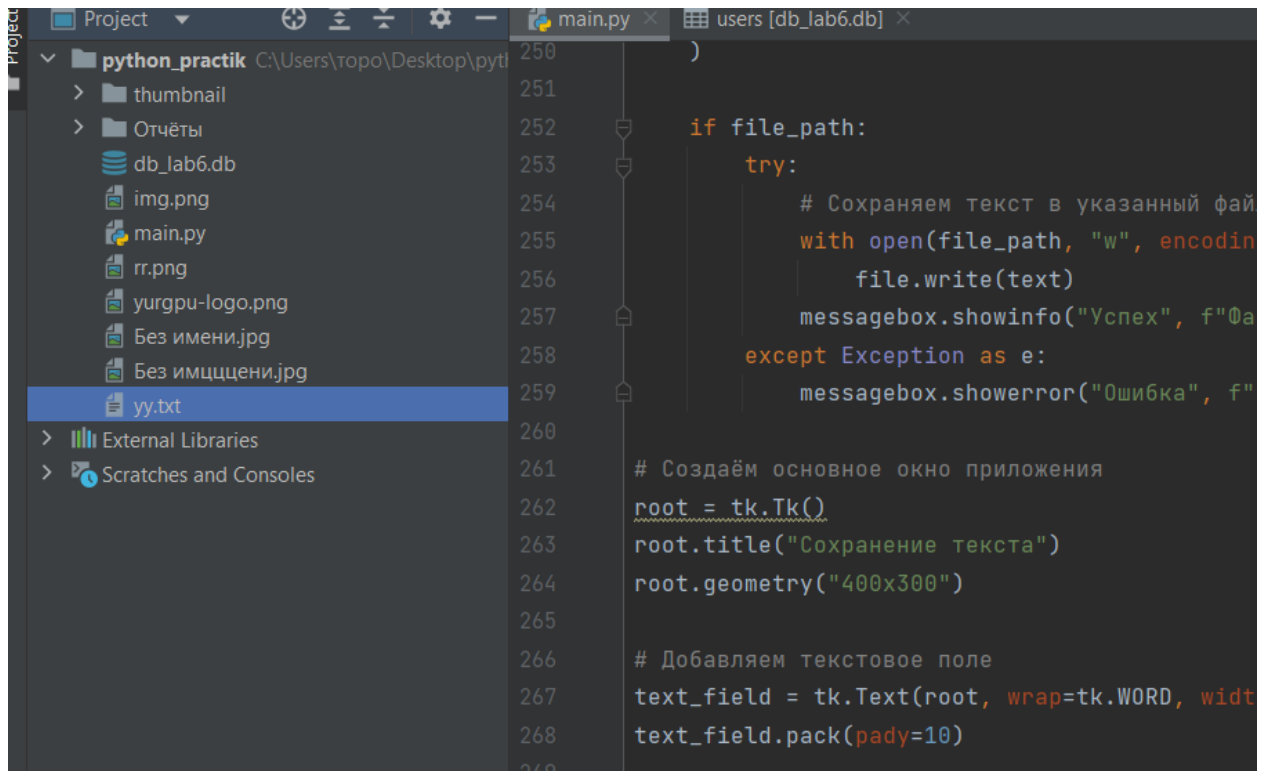 Project
Project
main.py
users [db_lab6.db]
python_practik C:\Users\торо\Desktop\pyt
thumbnail
Отчёты
db_lab6.db
img.png
main.py
rr.png
yurgpu-logo.png
Без имени.jpg
Без имцццени.jpg
yy.txt
External Libraries
Scratches and Consoles
250 )
251
252 if file_path:
253 try:
254 # Сохраняем текст в указанный фай
255 with open(file_path, "w", encodin
256 file.write(text)
257 messagebox.showinfo("Успех", f"Фа
258 except Exception as e:
259 messagebox.showerror("Ошибка", f"
260
261 # Создаём основное окно приложения
262 root = tk.Tk()
263 root.title("Сохранение текста")
264 root.geometry("400x300")
265
266 # Добавляем текстовое поле
267 text_field = tk.Text(root, wrap=tk.WORD, widt
268 text_field.pack(pady=10)